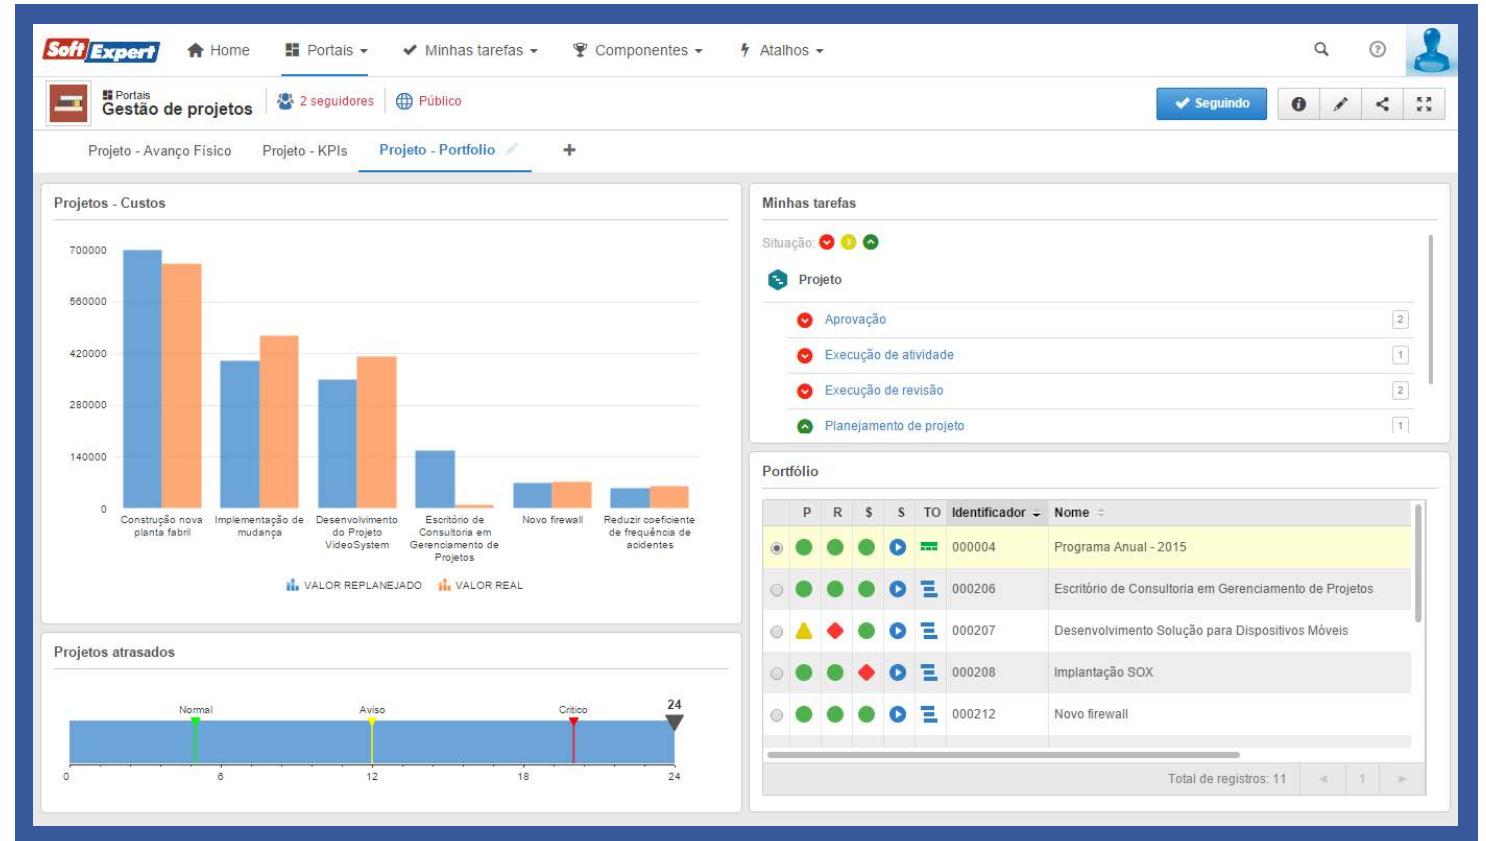 Soft Expert Home Portais Minhas tarefas Componentes Atalhos
Portais
Gestão de projetos 2 seguidores Público Seguindo
Projeto - Avanço Físico Projeto - KPIs Projeto - Portfolio
Projetos - Custos
700000
560000
420000
280000
140000
0
Construção nova planta fabril
Implementação de mudança
Desenvolvimento do Projeto VideoSystem
Escritório de Consultoria em Gerenciamento de Projetos
Novo firewall
Reduzir coeficiente de frequência de acidentes
VALOR REPLANEJADO VALOR REAL
Projetos atrasados
Normal Aviso Crítico 24
0 6 12 18 24
Minhas tarefas
Situação:
Projeto
Aprovação 2
Execução de atividade 1
Execução de revisão 2
Planejamento de projeto 1
Portfólio
P R $ S TO Identificador Nome
000004 Programa Anual - 2015
000206 Escritório de Consultoria em Gerenciamento de Projetos
000207 Desenvolvimento Solução para Dispositivos Móveis
000208 Implantação SOX
000212 Novo firewall
Total de registros: 11 1